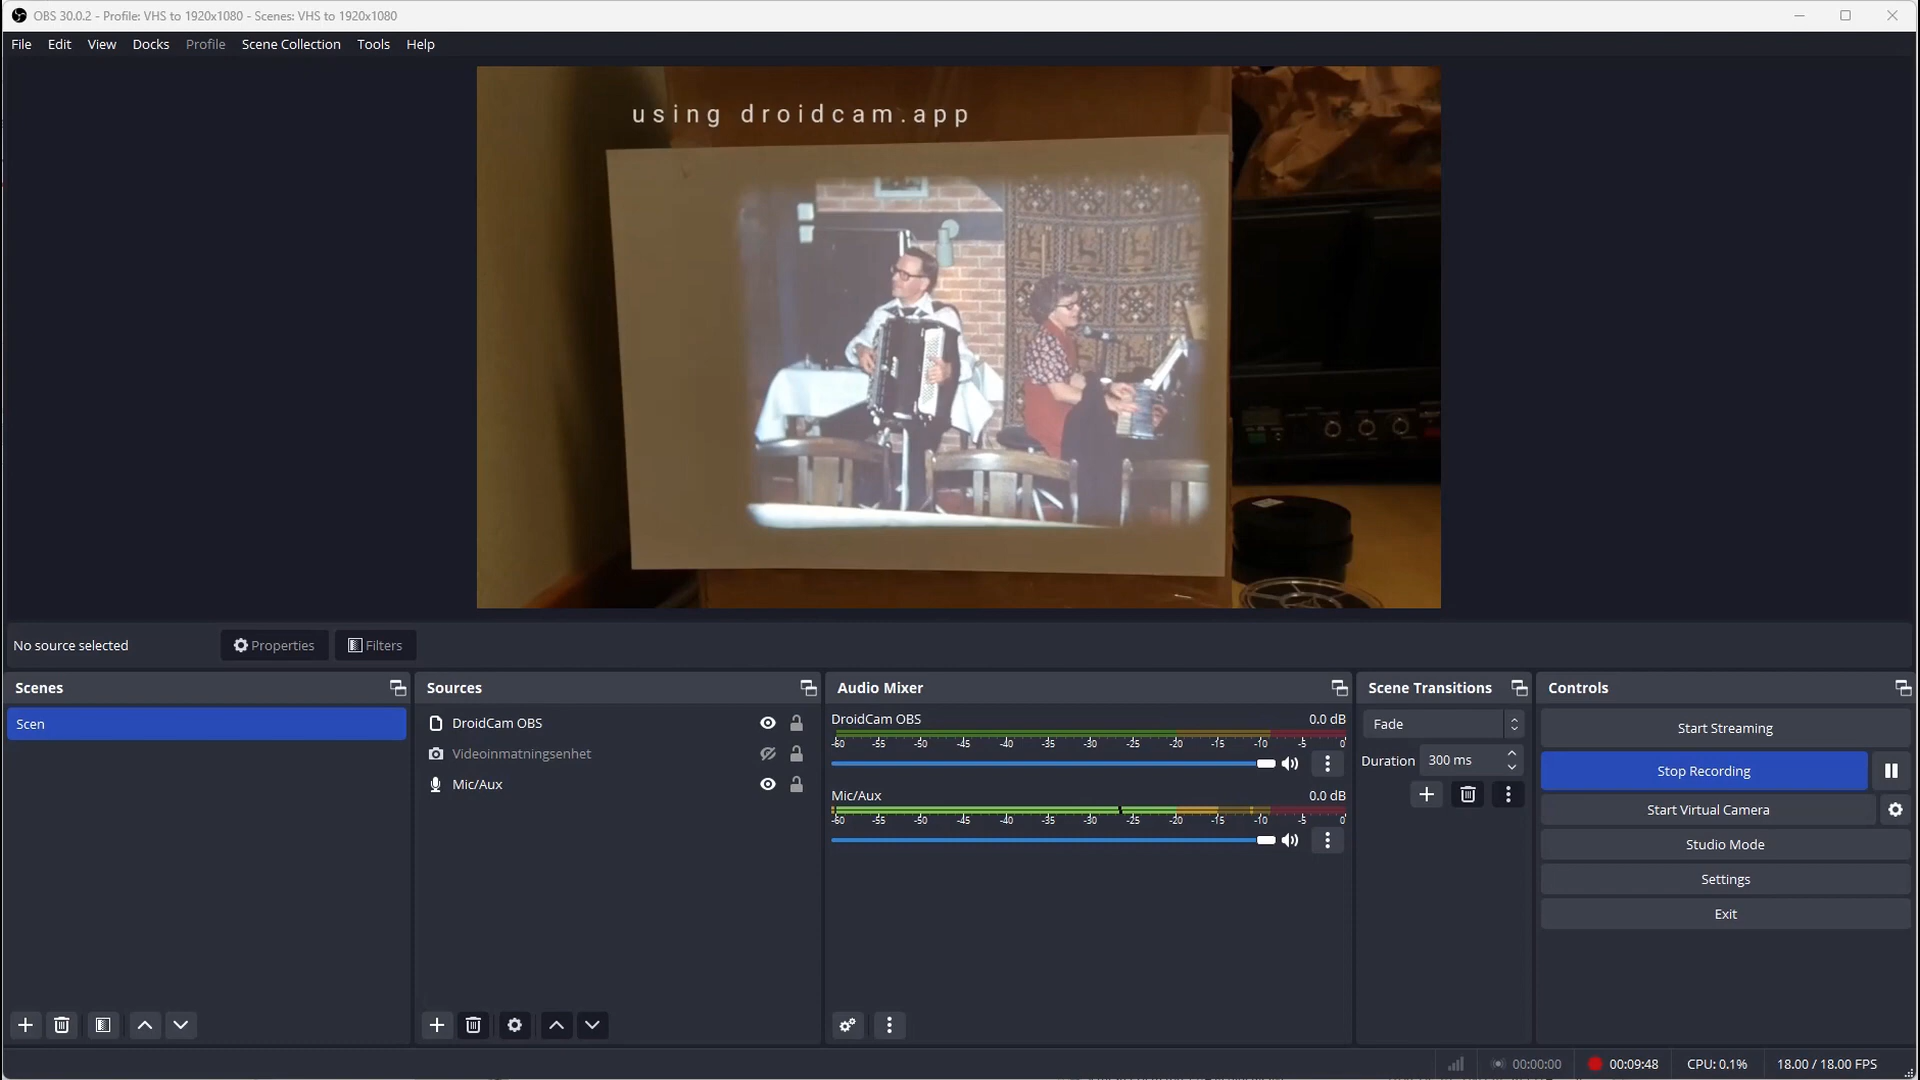 OBS 30.0.2 - Profile: VHS to 1920x1080 - Scenes: VHS to 1920x1080
File Edit View Docks Profile Scene Collection Tools Help
using droidcam.app
No source selected Properties Filters
Scenes
Scen
Sources
DroidCam OBS
Videoinmatningsenhet
Mic/Aux
Audio Mixer
DroidCam OBS 0.0 dB
-60 -55 -50 -45 -40 -35 -30 -25 -20 -15 -10 -5 0
Mic/Aux 0.0 dB
-60 -55 -50 -45 -40 -35 -30 -25 -20 -15 -10 -5 0
Scene Transitions
Fade
Duration 300 ms
Controls
Start Streaming
Stop Recording
Start Virtual Camera
Studio Mode
Settings
Exit
00:00:00 00:09:48 CPU: 0.1% 18.00 / 18.00 FPS